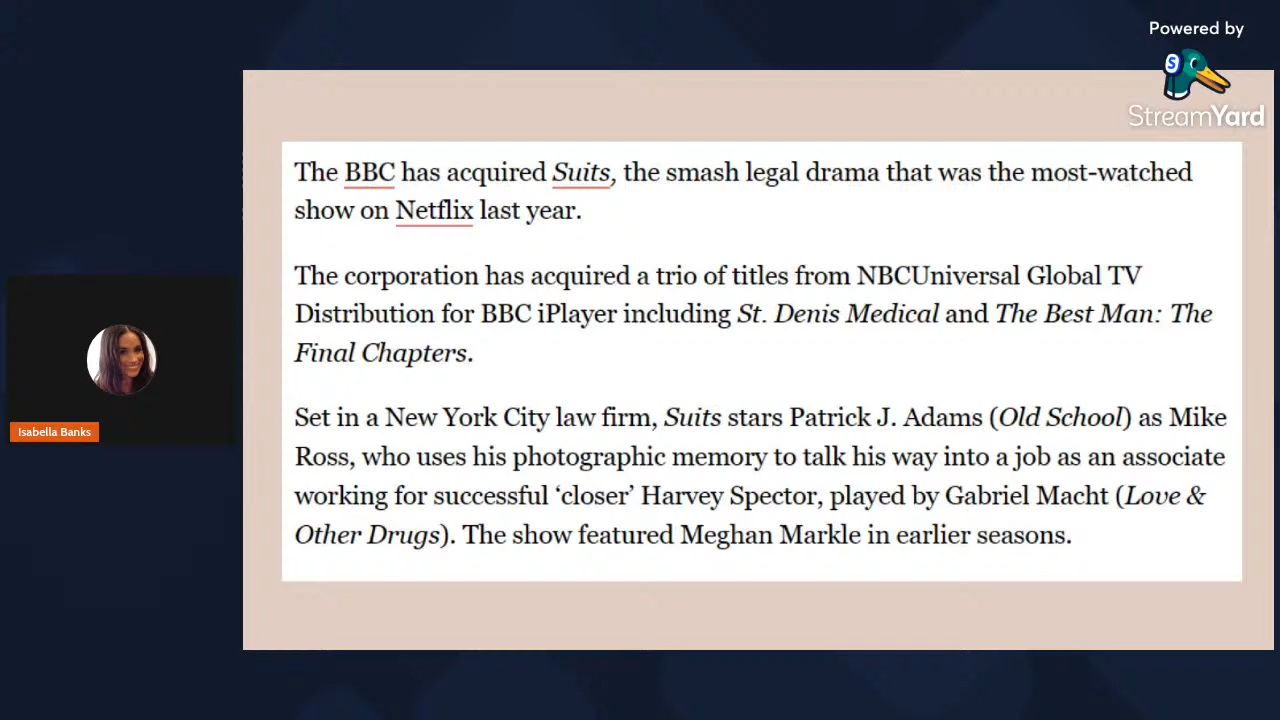 Powered by
StreamYard
The BBC has acquired Suits, the smash legal drama that was the most-watched
show on Netflix last year.
The corporation has acquired a trio of titles from NBCUniversal Global TV
Distribution for BBC iPlayer including St. Denis Medical and The Best Man: The
Final Chapters.
Set in a New York City law firm, Suits stars Patrick J. Adams (Old School) as Mike
Ross, who uses his photographic memory to talk his way into a job as an associate
working for successful ‘closer’ Harvey Spector, played by Gabriel Macht (Love &
Other Drugs). The show featured Meghan Markle in earlier seasons.
Isabella Banks